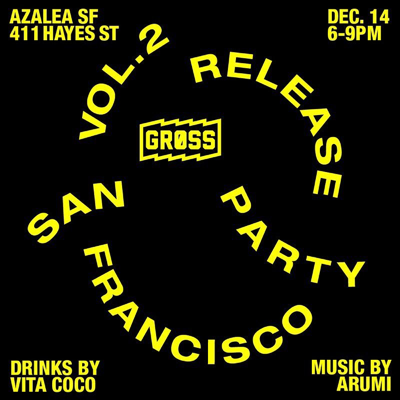 AZALEA SF
411 HAYES ST
DEC. 14
6-9PM
VOL.2 RELEASE PARTY
GRØSS
SAN FRANCISCO
DRINKS BY
VITA COCO
MUSIC BY
ARUMI